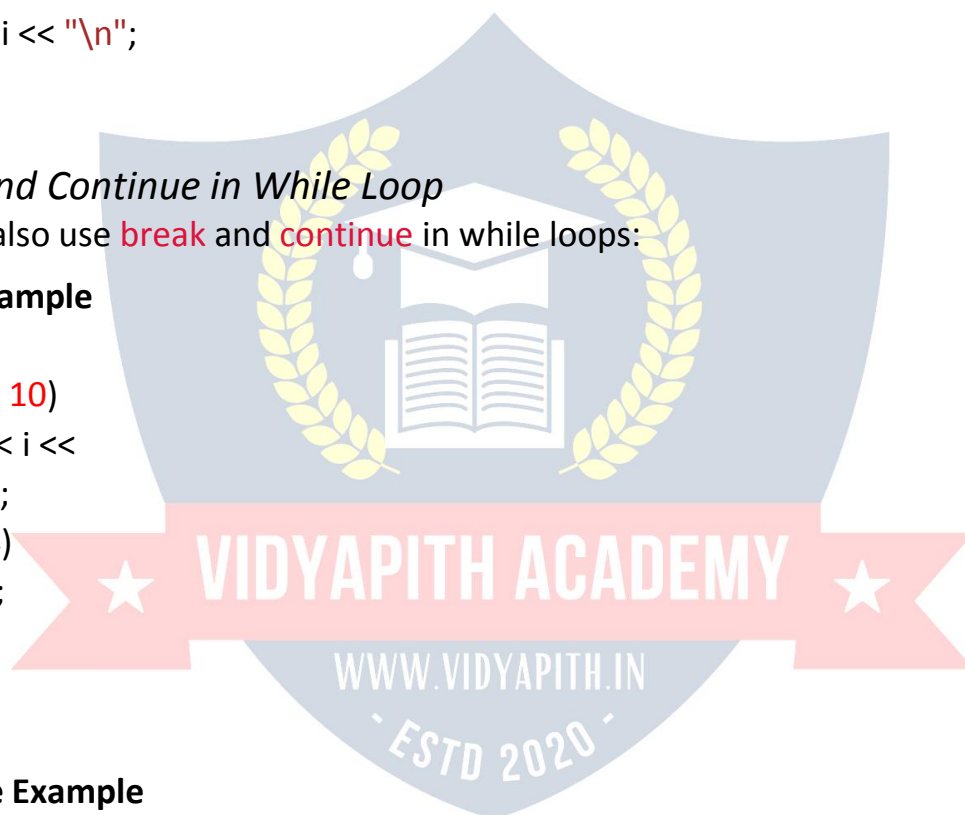 i << "\n";
nd Continue in While Loop
also use break and continue in while loops:
ample
10)
< i <<
;
)
;
VIDYAPITH ACADEMY
WWW.VIDYAPITH.IN
- ESTD 2020 -
e Example